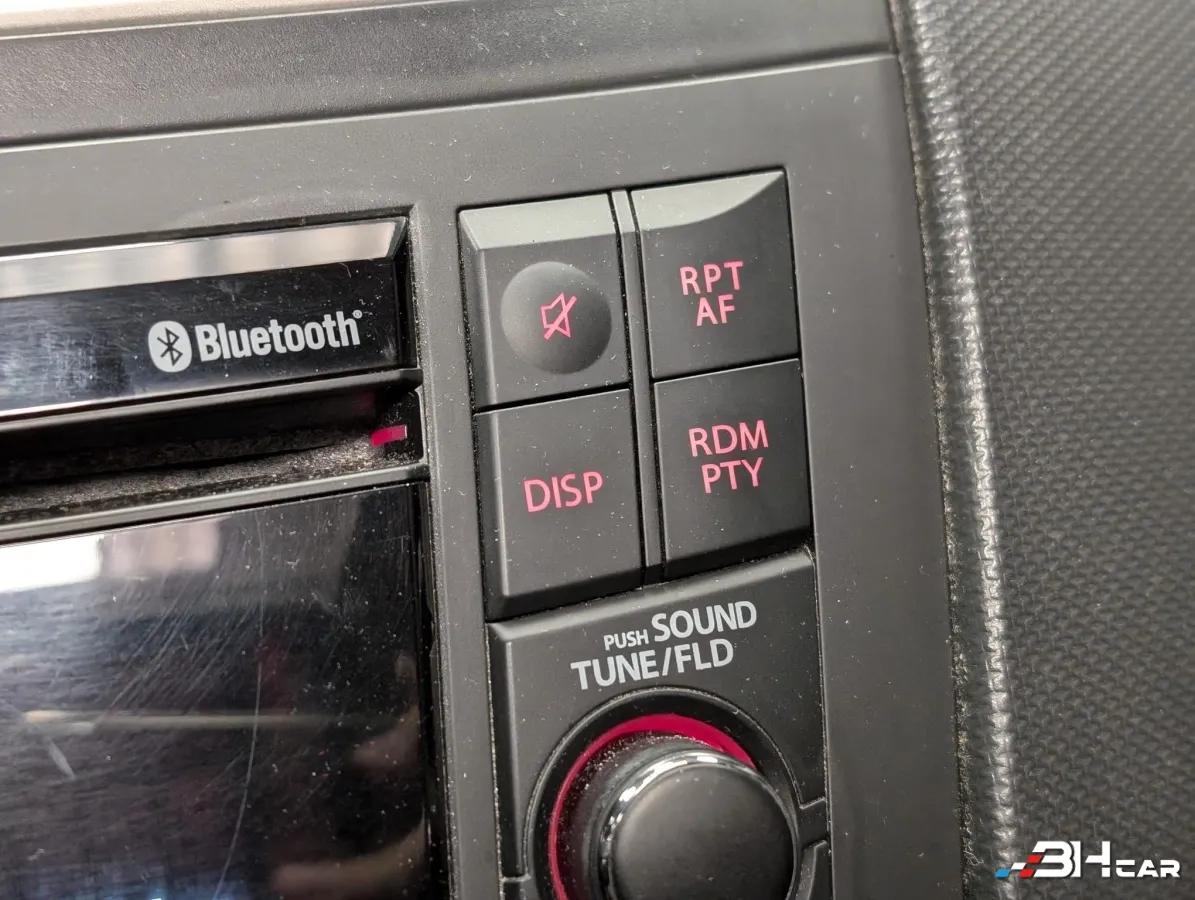 Bluetooth®
RPT
AF
DISP
RDM
PTY
PUSH SOUND
TUNE/FLD
BHCAR